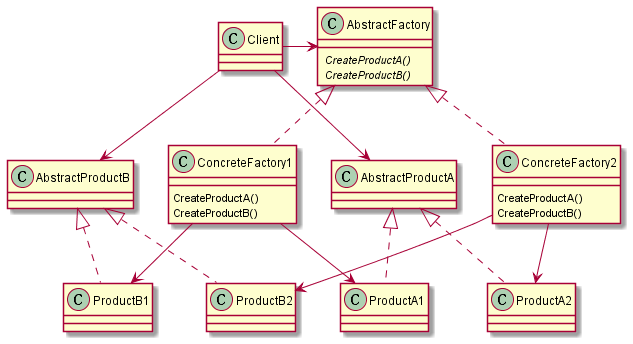 C AbstractFactory
CreateProductA()
CreateProductB()
C Client
C AbstractProductB
C ConcreteFactory1
CreateProductA()
CreateProductB()
C AbstractProductA
C ConcreteFactory2
CreateProductA()
CreateProductB()
C ProductB1
C ProductB2
C ProductA1
C ProductA2